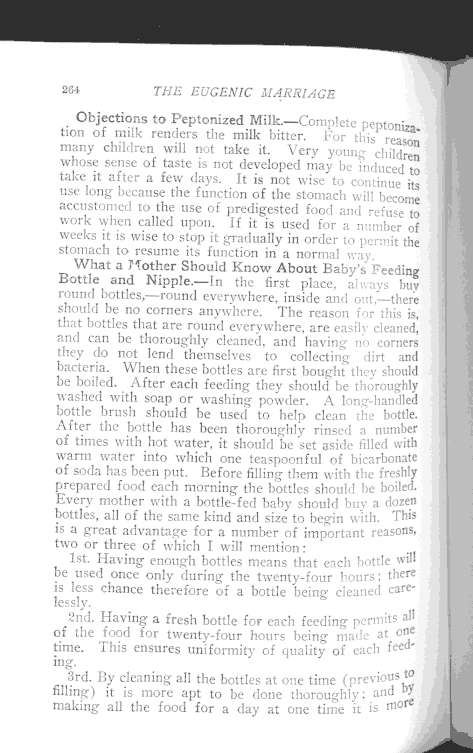 264 THE EUGENIC MARRIAGE
Objections to Peptonized Milk.—Complete peptoniza-
tion of milk renders the milk bitter. For this reason
many children will not take it. Very young children
whose sense of taste is not developed may be induced to
take it after a few days. It is not wise to continue its
use long because the function of the stomach will become
accustomed to the use of predigested food and refuse to
work when called upon. If it is used for a number of
weeks it is wise to stop it gradually in order to permit the
stomach to resume its function in a normal way.
What a Mother Should Know About Baby's Feeding
Bottle and Nipple.—In the first place, always buy
round bottles,—round everywhere, inside and out,—there
should be no corners anywhere. The reason for this is,
that bottles that are round everywhere, are easily cleaned,
and can be thoroughly cleaned, and having no corners
they do not lend themselves to collecting dirt and
bacteria. When these bottles are first bought they should
be boiled. After each feeding they should be thoroughly
washed with soap or washing powder. A long-handled
bottle brush should be used to help clean the bottle.
After the bottle has been thoroughly rinsed a number
of times with hot water, it should be set aside filled with
warm water into which one teaspoonful of bicarbonate
of soda has been put. Before filling them with the freshly
prepared food each morning the bottles should be boiled.
Every mother with a bottle-fed baby should buy a dozen
bottles, all of the same kind and size to begin with. This
is a great advantage for a number of important reasons,
two or three of which I will mention:
1st. Having enough bottles means that each bottle will
be used once only during the twenty-four hours; there
is less chance therefore of a bottle being cleaned care-
lessly.
2nd. Having a fresh bottle for each feeding permits all
of the food for twenty-four hours being made at one
time. This ensures uniformity of quality of each feed-
ing.
3rd. By cleaning all the bottles at one time (previous to
filling) it is more apt to be done thoroughly; and by
making all the food for a day at one time it is more